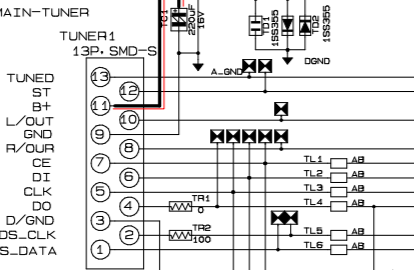 MAIN-TUNER
TC1
220uF
16V
TD1
1SS355
TD2
1SS355
TUNER1
13P. SMD-S
DGND
A_GND
TUNED 13
ST 12
B+ 11
L/OUT 10
GND 9
R/OUR 8
CE 7 TL1 AB
DI 6 TL2 AB
CLK 5 TL3 AB
DO 4 TR1 0 TL4 AB
D/GND 3
DS_CLK 2 TR2 100 TL5 AB
S_DATA 1 TL6 AB